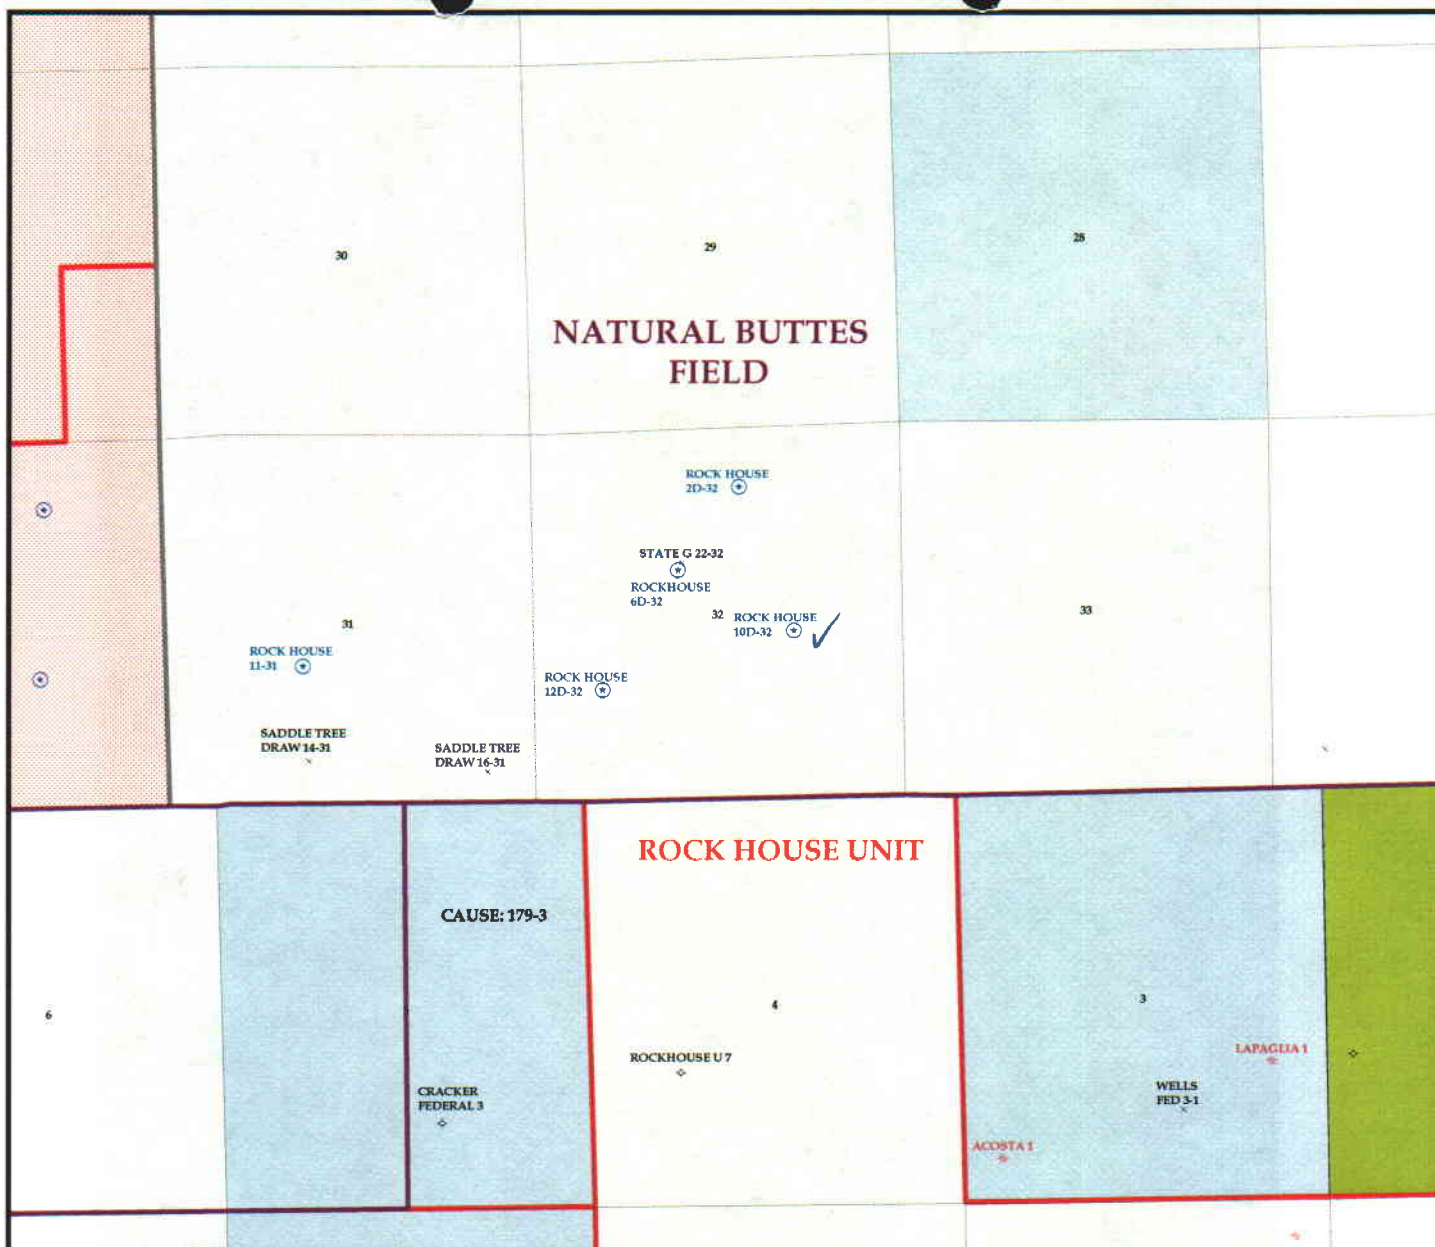 30
29
28
NATURAL BUTTES
FIELD
ROCK HOUSE
2D-32
STATE G 22-32
ROCKHOUSE
6D-32
32
ROCK HOUSE
10D-32
33
31
ROCK HOUSE
11-31
ROCK HOUSE
12D-32
SADDLE TREE
DRAW 14-31
SADDLE TREE
DRAW 16-31
ROCK HOUSE UNIT
CAUSE: 179-3
6
4
3
ROCKHOUSE U 7
LAPAGLIA 1
CRACKER
FEDERAL 3
WELLS
FED 3-1
ACOSTA 1